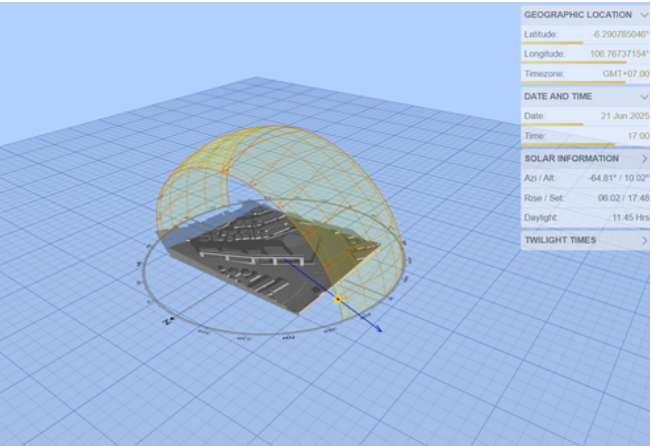 GEOGRAPHIC LOCATION
Latitude: -6.290785046°
Longitude: 106.76737154°
Timezone: GMT+07:00
DATE AND TIME
Date: 21 Jun 2025
Time: 17:00
SOLAR INFORMATION
Azi / Alt: -64.81° / 10.02°
Rise / Set: 06:02 / 17:48
Daylight: 11:45 Hrs
TWILIGHT TIMES
N